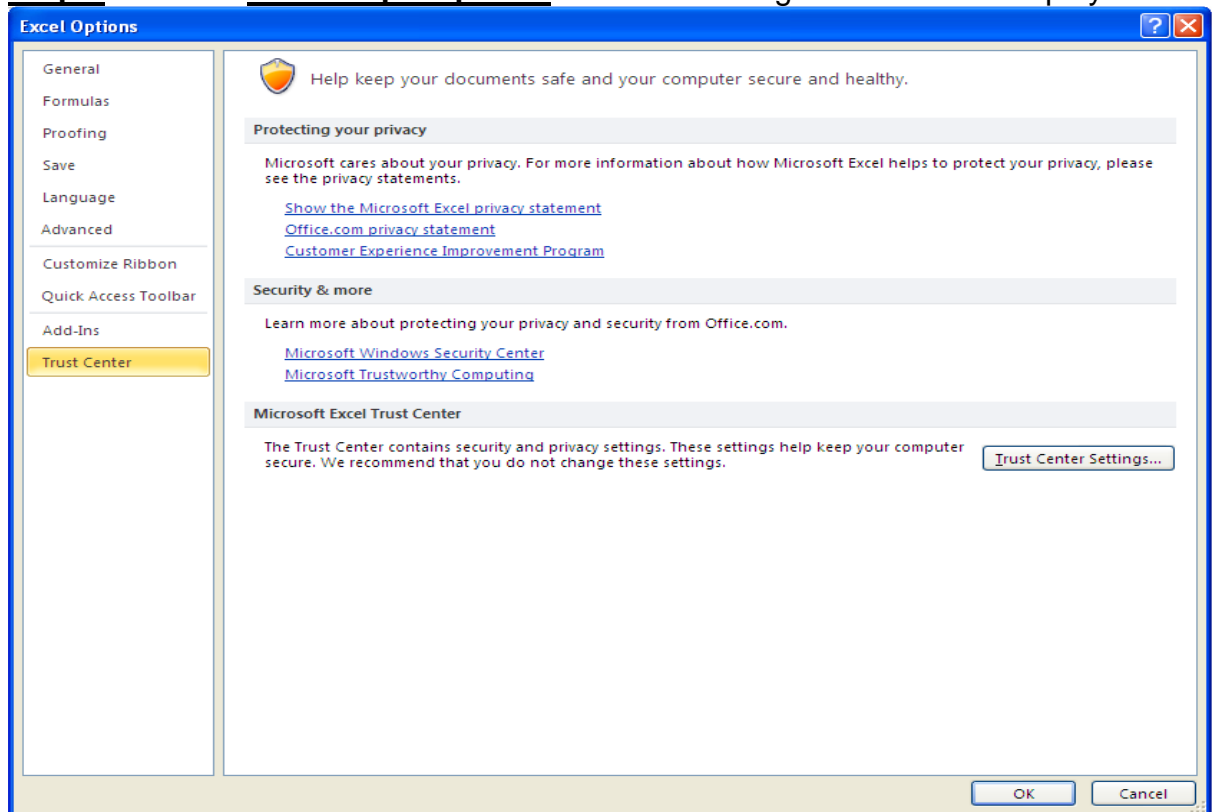 Excel Options
General
Formulas
Proofing
Save
Language
Advanced
Customize Ribbon
Quick Access Toolbar
Add-Ins
Trust Center
Help keep your documents safe and your computer secure and healthy.
Protecting your privacy
Microsoft cares about your privacy. For more information about how Microsoft Excel helps to protect your privacy, please
see the privacy statements.
Show the Microsoft Excel privacy statement
Office.com privacy statement
Customer Experience Improvement Program
Security & more
Learn more about protecting your privacy and security from Office.com.
Microsoft Windows Security Center
Microsoft Trustworthy Computing
Microsoft Excel Trust Center
The Trust Center contains security and privacy settings. These settings help keep your computer
secure. We recommend that you do not change these settings.
Trust Center Settings...
OK
Cancel